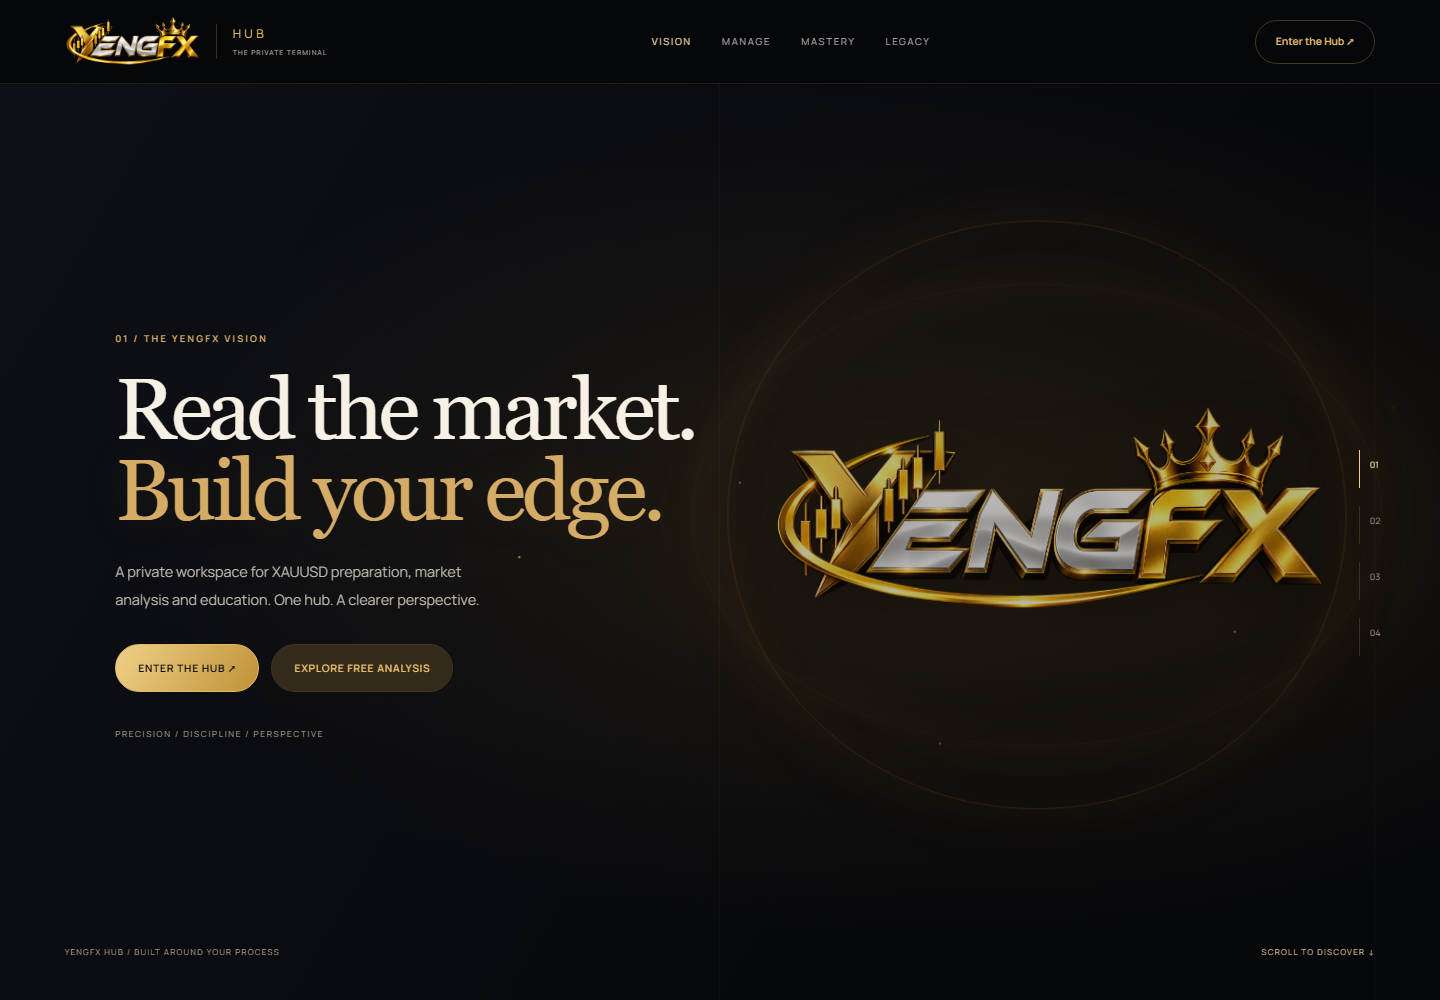 YENGFX
HUB
THE PRIVATE TERMINAL
VISION
MANAGE
MASTERY
LEGACY
Enter the Hub ↗
01 / THE YENGFX VISION
Read the market.
Build your edge.
A private workspace for XAUUSD preparation, market
analysis and education. One hub. A clearer perspective.
ENTER THE HUB ↗
EXPLORE FREE ANALYSIS
PRECISION / DISCIPLINE / PERSPECTIVE
YENGFX
01
02
03
04
YENGFX HUB / BUILT AROUND YOUR PROCESS
SCROLL TO DISCOVER ↓